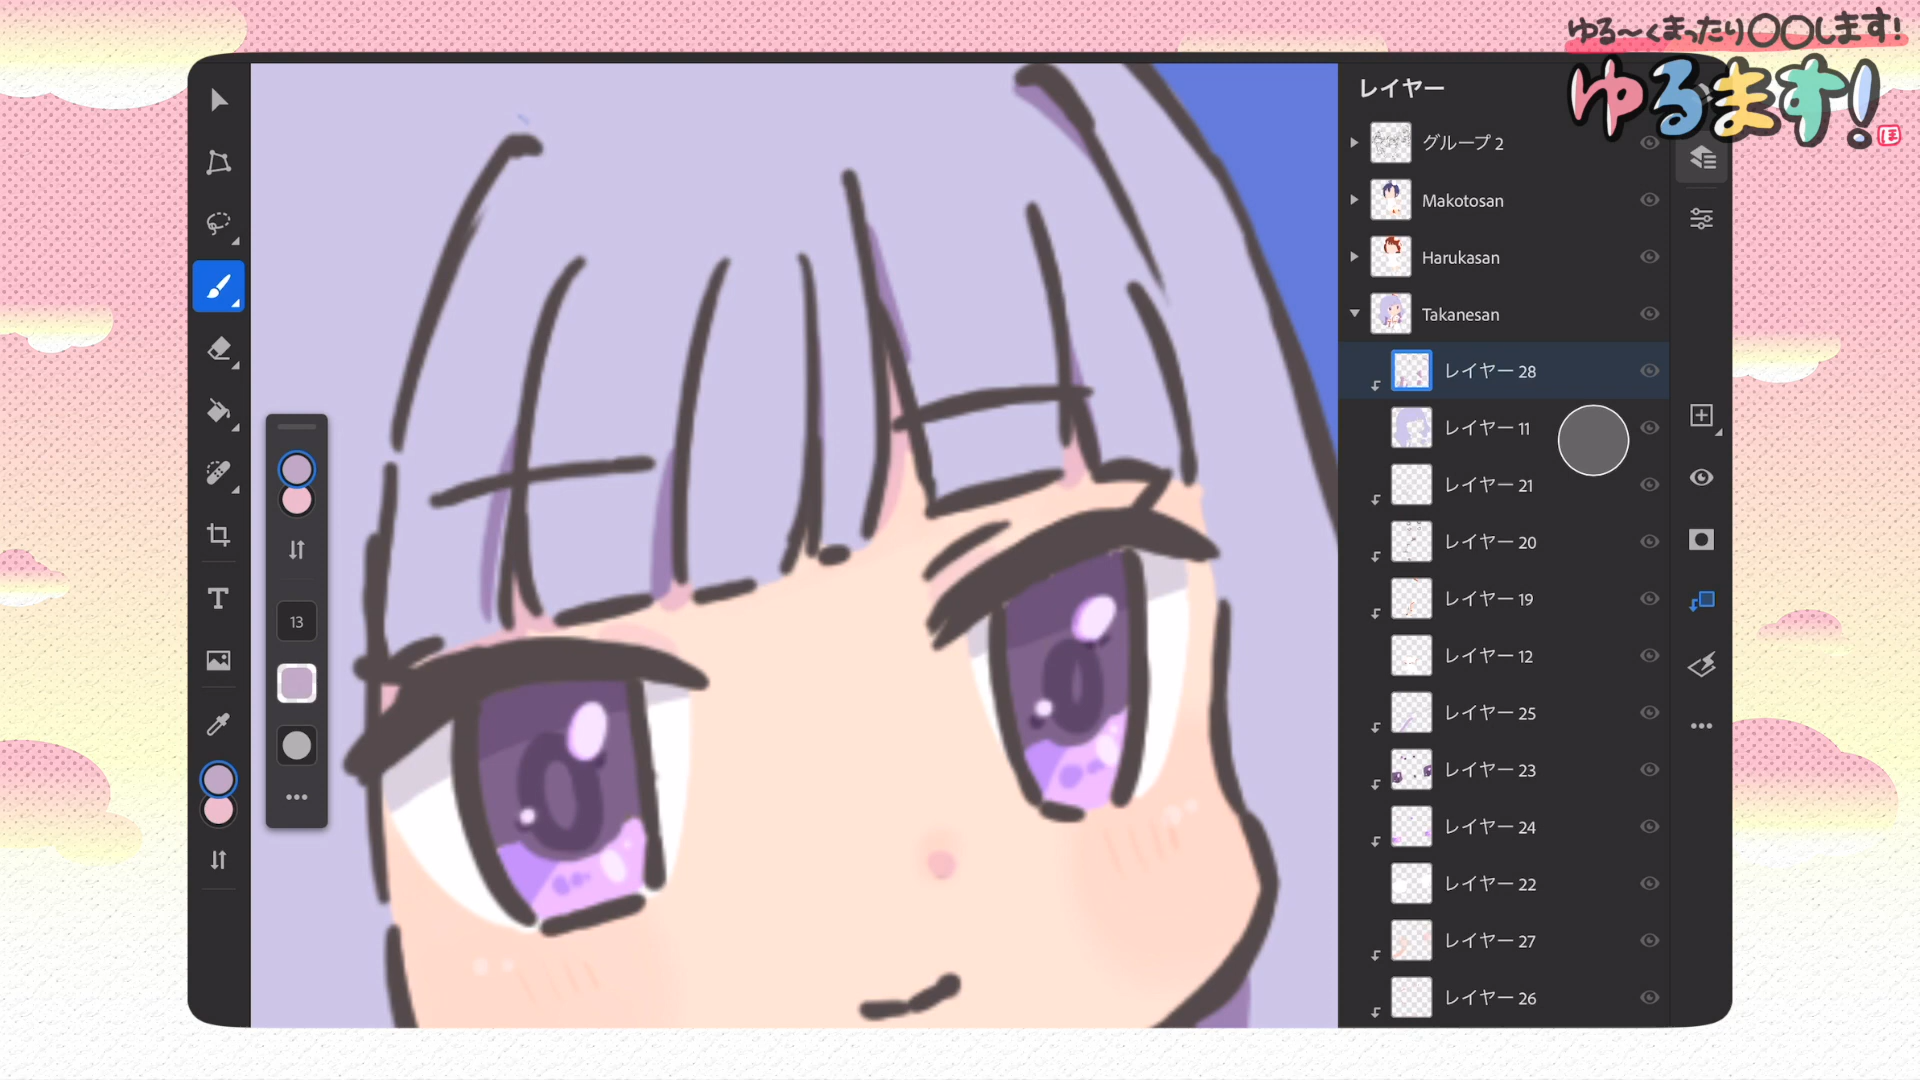 ゆる～くまったり〇〇します!
ゆるます!
ほ
レイヤー
グループ 2
Makotosan
Harukasan
Takanesan
レイヤー 28
レイヤー 11
レイヤー 21
レイヤー 20
レイヤー 19
レイヤー 12
レイヤー 25
レイヤー 23
レイヤー 24
レイヤー 22
レイヤー 27
レイヤー 26
13
T